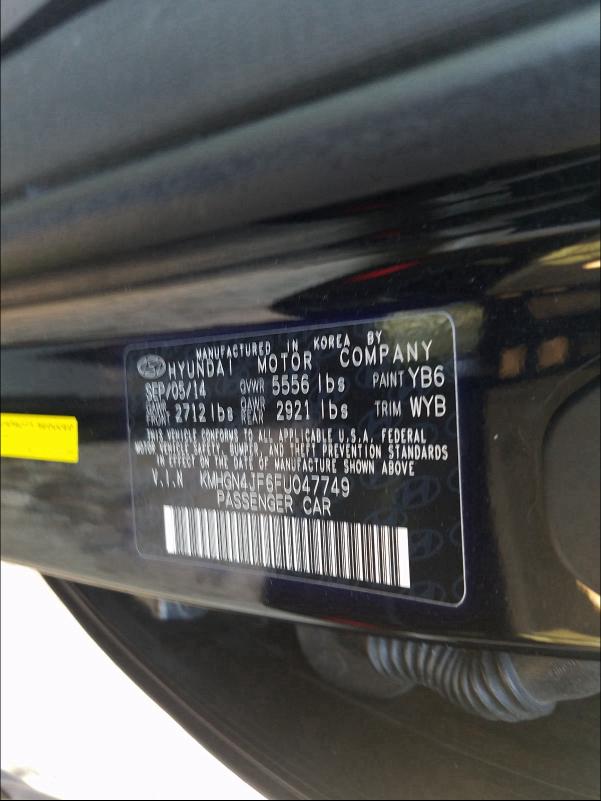 MANUFACTURED IN KOREA BY
HYUNDAI MOTOR COMPANY
SEP/05/14 GVWR 5556 lbs PAINT YB6
GAWR FRONT 2712 lbs GAWR REAR 2921 lbs TRIM WYB
THIS VEHICLE CONFORMS TO ALL APPLICABLE U.S.A. FEDERAL
MOTOR VEHICLE SAFETY, BUMPER, AND THEFT PREVENTION STANDARDS
IN EFFECT ON THE DATE OF MANUFACTURE SHOWN ABOVE
V.I.N KMHGN4JF6FU047749
PASSENGER CAR